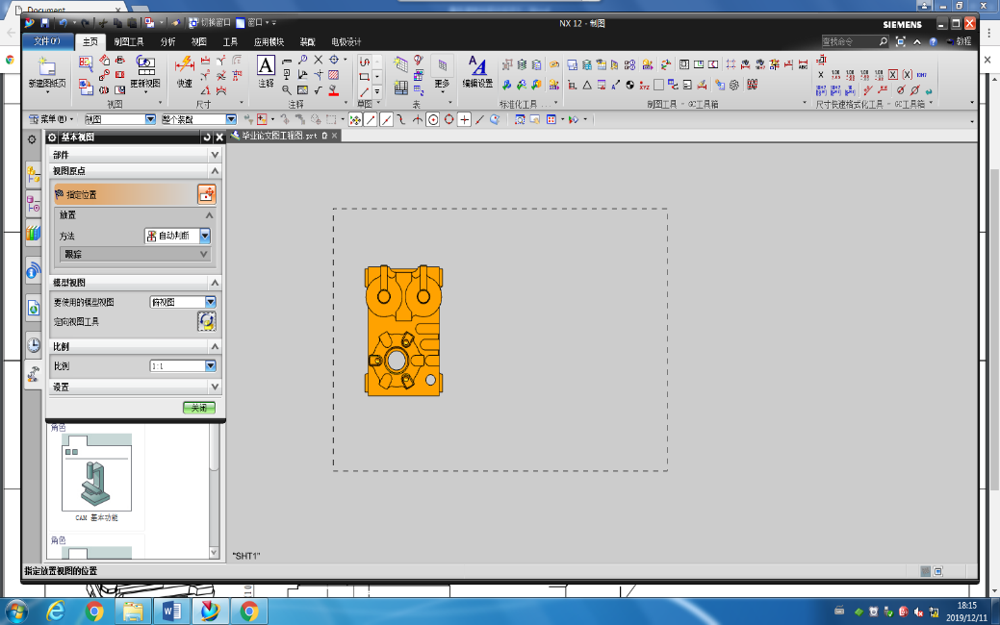 Document
切换窗口 窗口
NX 12 - 制图
SIEMENS
文件(F) 主页 制图工具 分析 视图 工具 应用模块 装配 电极设计
查找命令
教程
新建图纸页
更新视图
视图
快速
尺寸
A
注释
注释
草图
表
更多
编辑设置
标准化工具 ...
制图工具 - GC工具箱
尺寸快速格式化工具 - GC工具箱
菜单(M)
视图
整个装配
基本视图
毕业论文图工程图.prt
部件
视图原点
指定位置
放置
方法
自动判断
跟踪
模型视图
要使用的模型视图
俯视图
定向视图工具
比例
比例
1:1
设置
关闭
角色
CAM 基本功能
角色
"SHT1"
指定放置视图的位置
18:15
2019/12/11